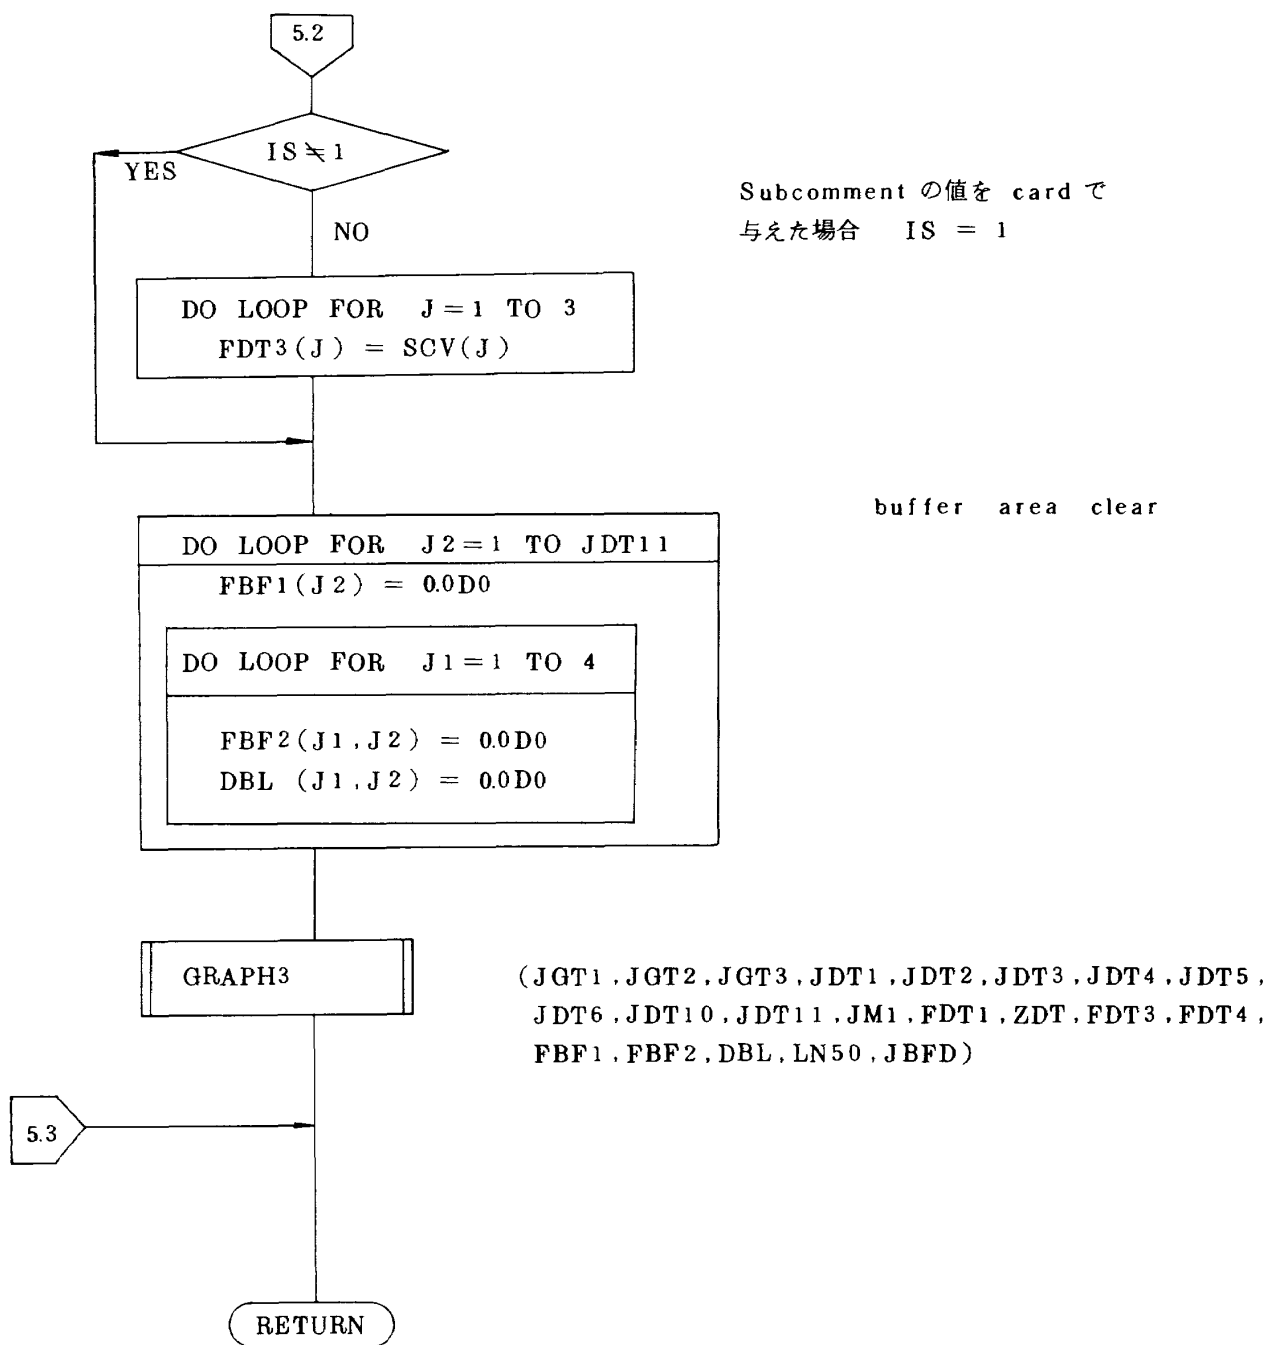 5.2
IS ≒ 1
YES
NO
Subcomment の値を card で
与えた場合 IS = 1
DO LOOP FOR J=1 TO 3
FDT3(J) = SCV(J)
buffer area clear
DO LOOP FOR J2=1 TO JDT11
FBF1(J2) = 0.0D0
DO LOOP FOR J1=1 TO 4
FBF2(J1,J2) = 0.0D0
DBL (J1,J2) = 0.0D0
GRAPH3
(JGT1,JGT2,JGT3,JDT1,JDT2,JDT3,JDT4,JDT5,
JDT6,JDT10,JDT11,JM1,FDT1,ZDT,FDT3,FDT4,
FBF1,FBF2,DBL,LN50,JBFD)
5.3
RETURN